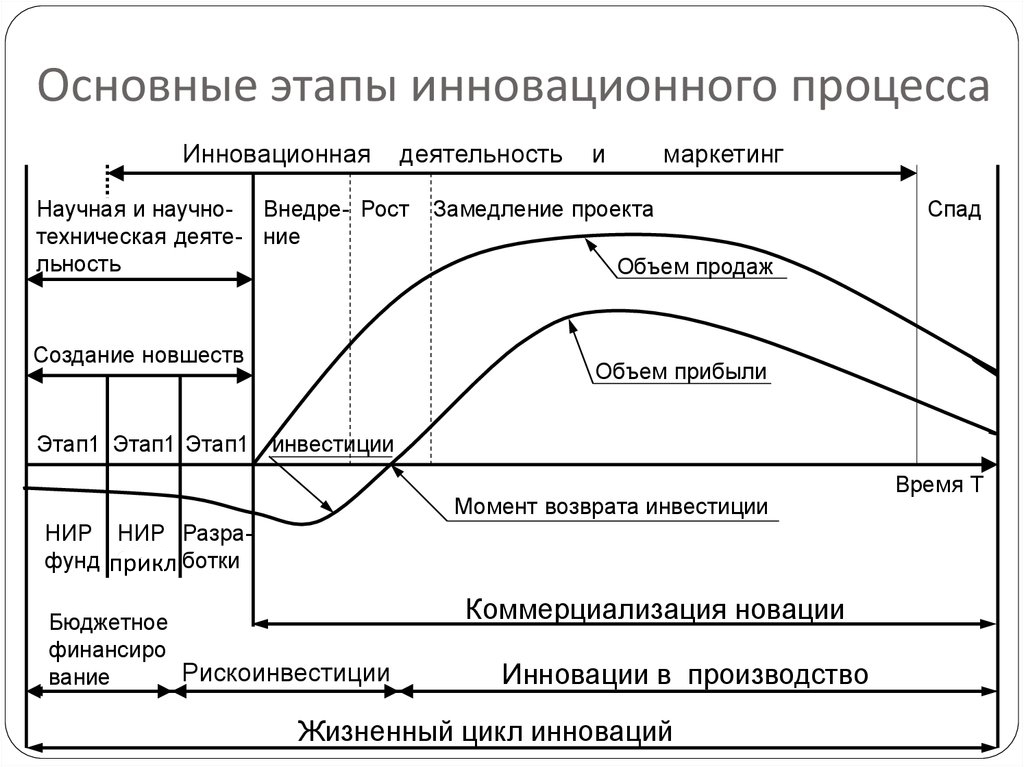 Основные этапы инновационного процесса
Инновационная деятельность и маркетинг
Научная и научно-
техническая деяте-
льность
Внедре-
ние
Рост
Замедление проекта
Спад
Объем продаж
Создание новшеств
Объем прибыли
Этап1 Этап1 Этап1
инвестиции
Время Т
Момент возврата инвестиции
НИР
фунд
НИР
прикл
Разра-
ботки
Коммерциализация новации
Бюджетное
финансиро
вание
Рискоинвестиции
Инновации в производство
Жизненный цикл инноваций